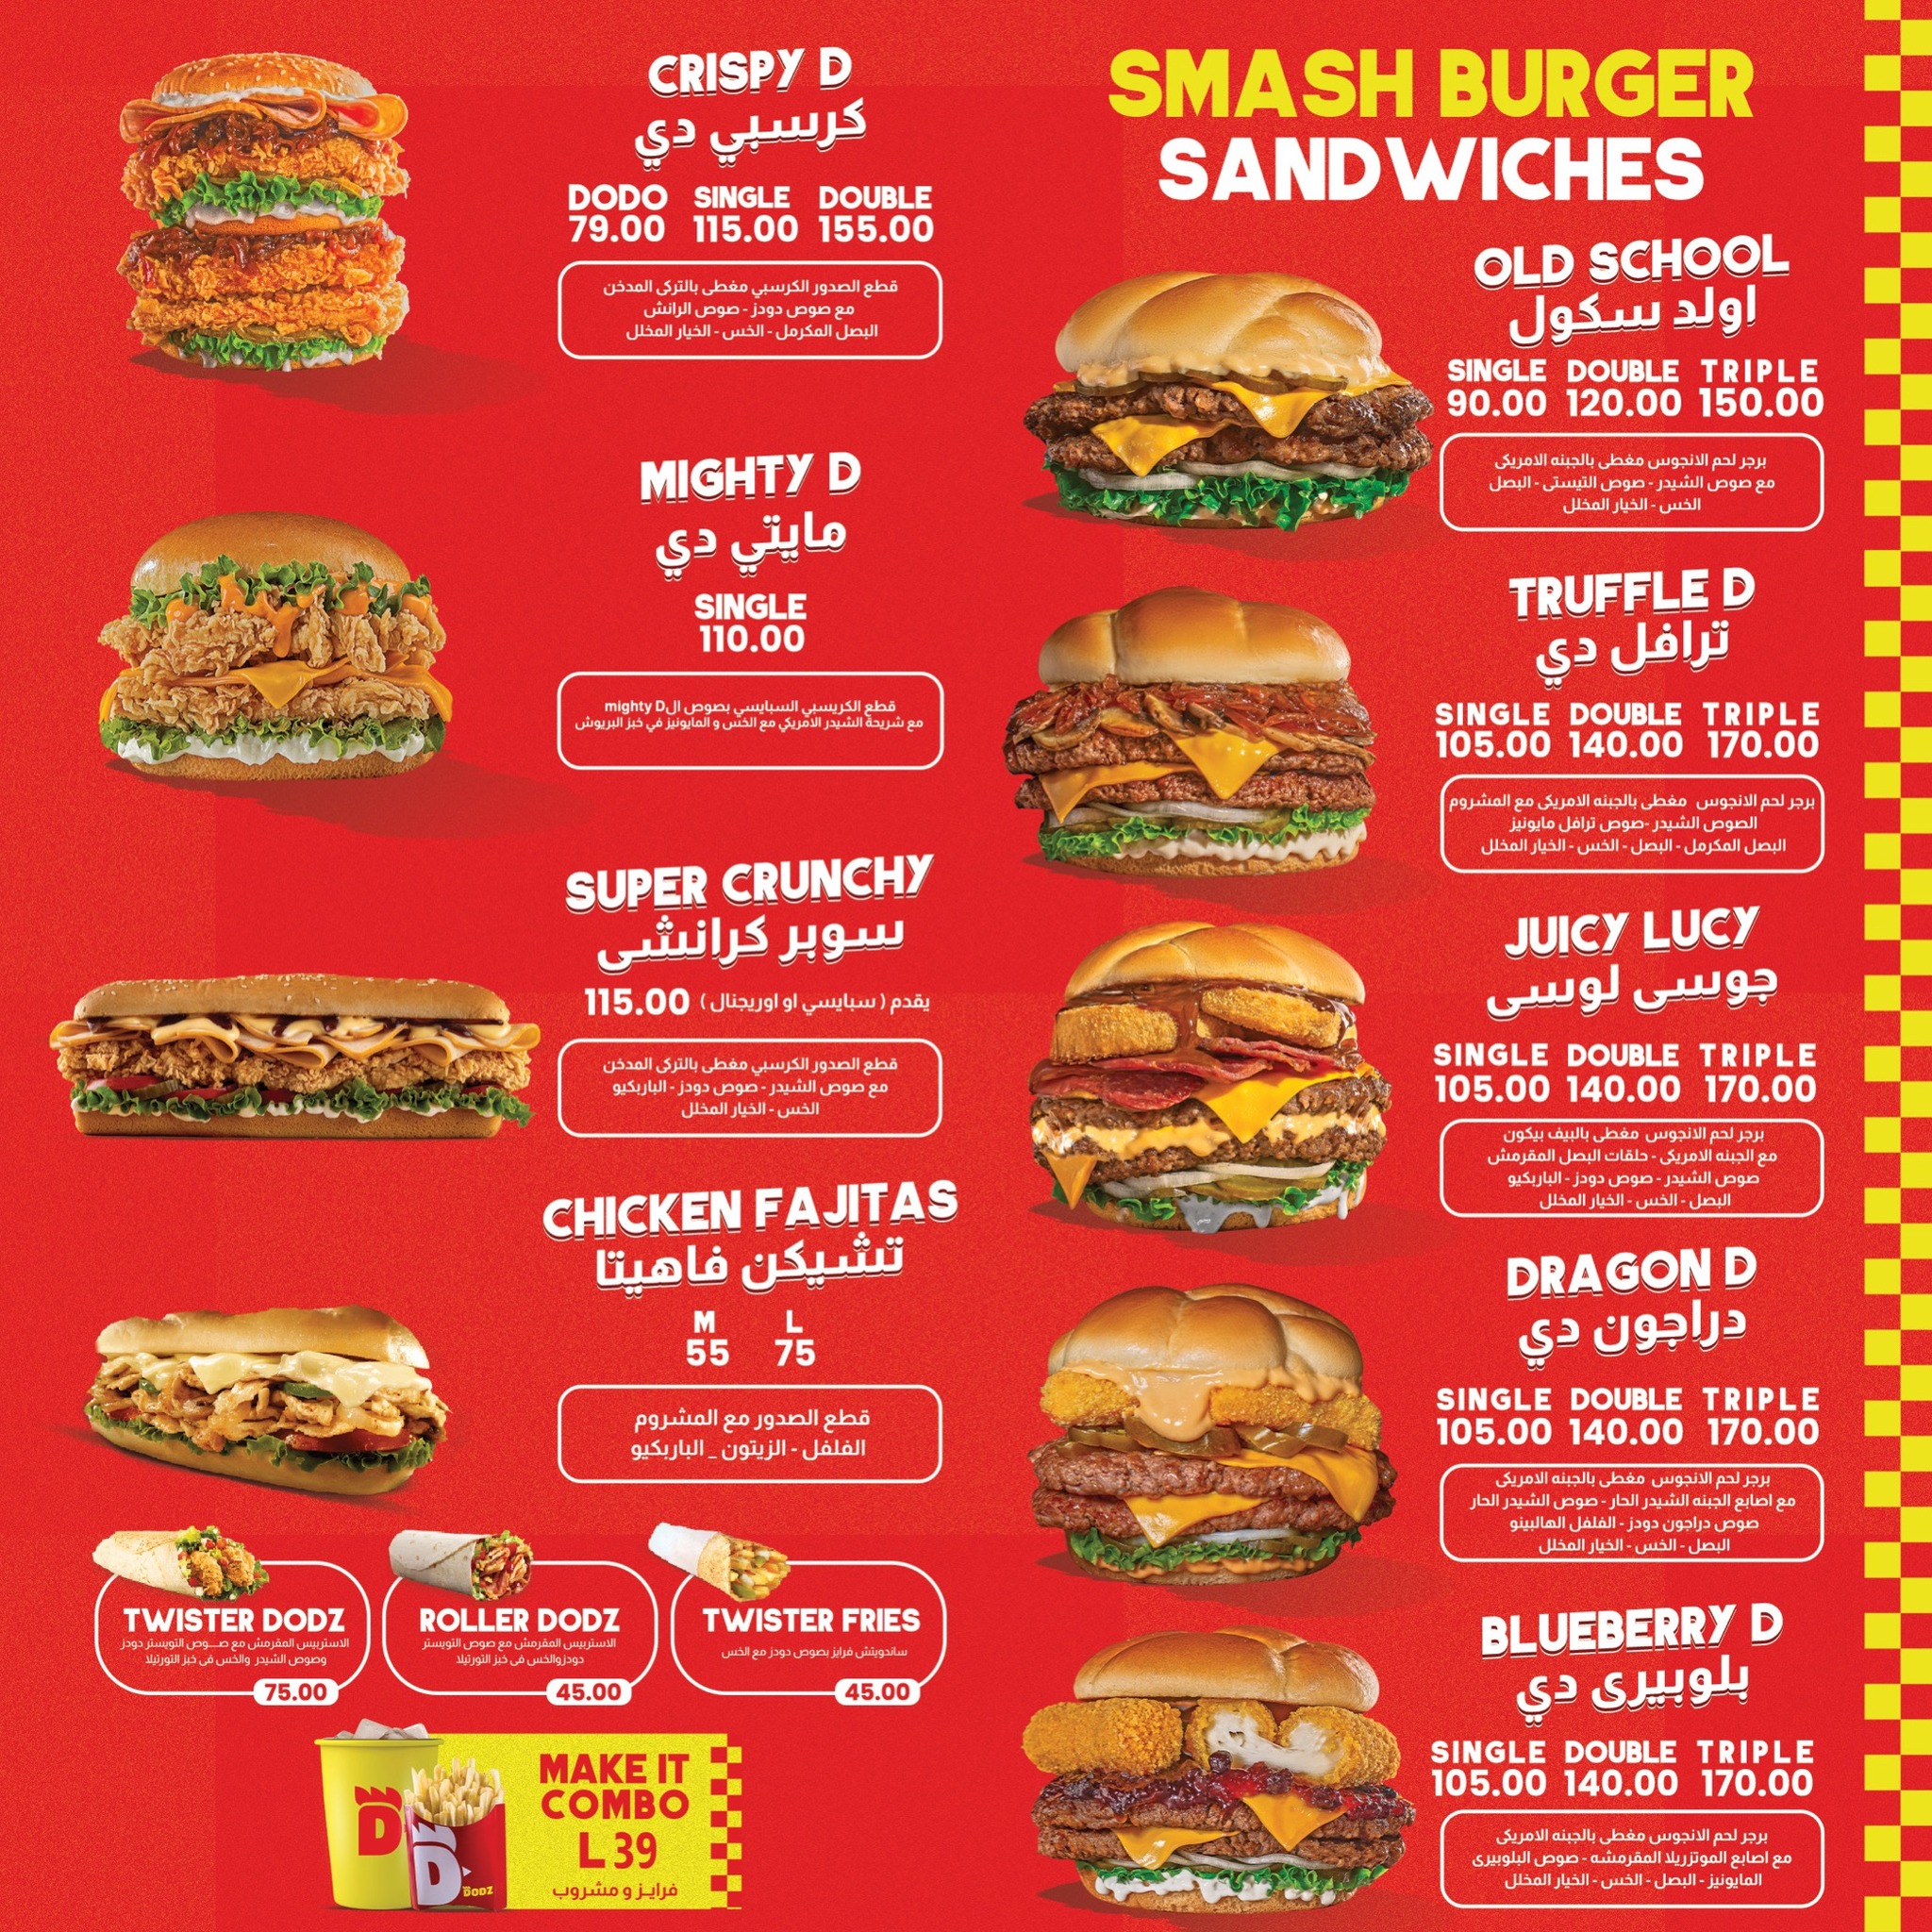 CRISPY D
كرسبي دي
DODO SINGLE DOUBLE
79.00 115.00 155.00
قطع الصدور الكرسبي مغطى بالتركى المدخن
مع صوص دودز - صوص الرانش
البصل المكرمل - الخس - الخيار المخلل
MIGHTY D
مايتي دي
SINGLE
110.00
قطع الكريسبي السبايسي بصوص الmighty D
مع شريحة الشيدر الامريكي مع الخس و المايونيز في خبز البريوش
SUPER CRUNCHY
سوبر كرانشى
يقدم ( سبايسي او اوريجنال ) 115.00
قطع الصدور الكرسبي مغطى بالتركى المدخن
مع صوص الشيدر - صوص دودز - الباربكيو
الخس - الخيار المخلل
CHICKEN FAJITAS
تشيكن فاهيتا
M L
55 75
قطع الصدور مع المشروم
الفلفل - الزيتون _ الباربكيو
TWISTER DODZ
الاستربيس المقرمش مع صـــوص التويستر دودز
وصوص الشيدر والخس فى خبز التورتيلا
75.00
ROLLER DODZ
الاستربيس المقرمش مع صوص التويستر
دودزوالخس فى خبز التورتيلا
45.00
TWISTER FRIES
ساندويتش فرايز بصوص دودز مع الخس
45.00
D
D
DODZ
MAKE IT
COMBO
L 39
فرايـز و مشروب
SMASH BURGER
SANDWICHES
OLD SCHOOL
اولد سكول
SINGLE DOUBLE TRIPLE
90.00 120.00 150.00
برجر لحم الانجوس مغطى بالجبنه الامريكى
مع صوص الشيدر - صوص التيستى - البصل
الخس - الخيار المخلل
TRUFFLE D
ترافل دي
SINGLE DOUBLE TRIPLE
105.00 140.00 170.00
برجر لحم الانجوس مغطى بالجبنه الامريكى مع المشروم
الصوص الشيدر- صوص ترافل مايونيز
البصل المكرمل - البصل - الخس - الخيار المخلل
JUICY LUCY
جوسى لوسى
SINGLE DOUBLE TRIPLE
105.00 140.00 170.00
برجر لحم الانجوس مغطى بالبيف بيكون
مع الجبنه الامريكى - حلقات البصل المقرمش
صوص الشيدر - صوص دودز - الباربكيو
البصل - الخس - الخيار المخلل
DRAGON D
دراجون دي
SINGLE DOUBLE TRIPLE
105.00 140.00 170.00
برجر لحم الانجوس مغطى بالجبنه الامريكى
مع اصابع الجبنه الشيدر الحار - صوص الشيدر الحار
صوص دراجون دودز - الفلفل الهالبينو
البصل - الخس - الخيار المخلل
BLUEBERRY D
بلوبيرى دي
SINGLE DOUBLE TRIPLE
105.00 140.00 170.00
برجر لحم الانجوس مغطى بالجبنه الامريكى
مع اصابع الموتزريلا المقرمشه - صوص البلوبيرى
المايونيز - البصل - الخس - الخيار المخلل